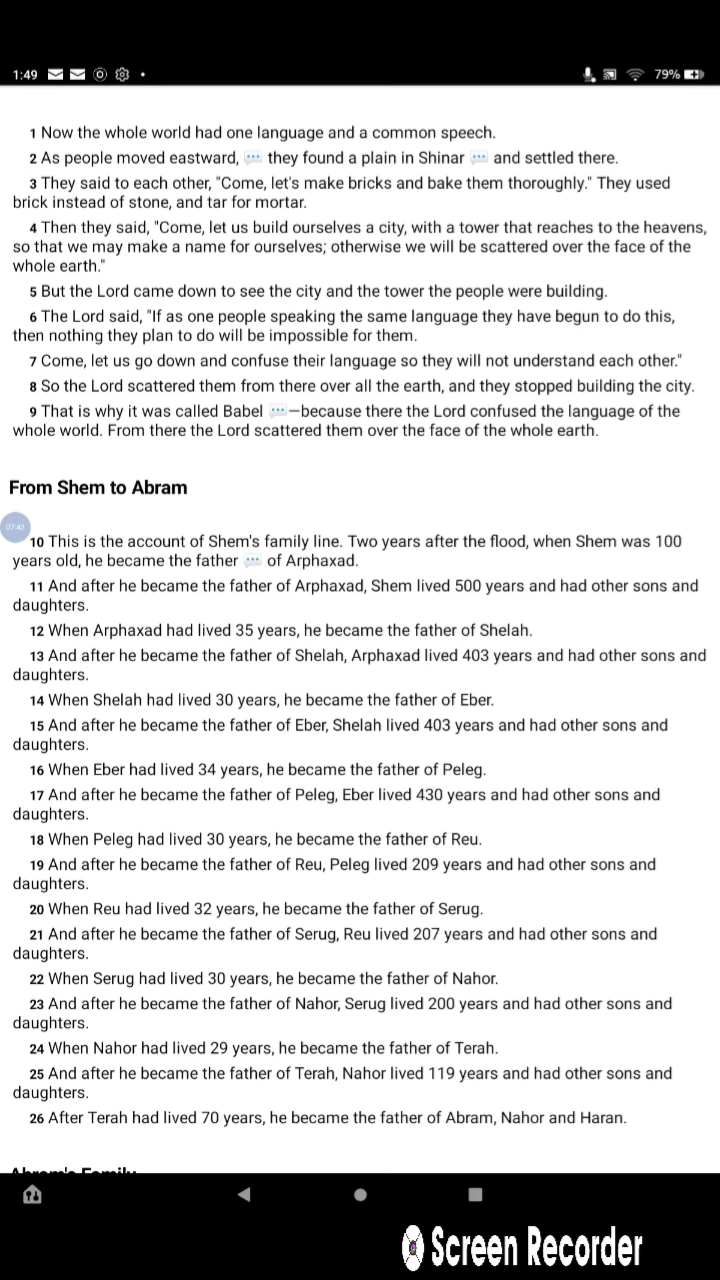 1:49
79%
1 Now the whole world had one language and a common speech.
2 As people moved eastward, they found a plain in Shinar and settled there.
3 They said to each other, "Come, let's make bricks and bake them thoroughly." They used
brick instead of stone, and tar for mortar.
4 Then they said, "Come, let us build ourselves a city, with a tower that reaches to the heavens,
so that we may make a name for ourselves; otherwise we will be scattered over the face of the
whole earth."
5 But the Lord came down to see the city and the tower the people were building.
6 The Lord said, "If as one people speaking the same language they have begun to do this,
then nothing they plan to do will be impossible for them.
7 Come, let us go down and confuse their language so they will not understand each other."
8 So the Lord scattered them from there over all the earth, and they stopped building the city.
9 That is why it was called Babel —because there the Lord confused the language of the
whole world. From there the Lord scattered them over the face of the whole earth.
From Shem to Abram
07:42
10 This is the account of Shem's family line. Two years after the flood, when Shem was 100
years old, he became the father of Arphaxad.
11 And after he became the father of Arphaxad, Shem lived 500 years and had other sons and
daughters.
12 When Arphaxad had lived 35 years, he became the father of Shelah.
13 And after he became the father of Shelah, Arphaxad lived 403 years and had other sons and
daughters.
14 When Shelah had lived 30 years, he became the father of Eber.
15 And after he became the father of Eber, Shelah lived 403 years and had other sons and
daughters.
16 When Eber had lived 34 years, he became the father of Peleg.
17 And after he became the father of Peleg, Eber lived 430 years and had other sons and
daughters.
18 When Peleg had lived 30 years, he became the father of Reu.
19 And after he became the father of Reu, Peleg lived 209 years and had other sons and
daughters.
20 When Reu had lived 32 years, he became the father of Serug.
21 And after he became the father of Serug, Reu lived 207 years and had other sons and
daughters.
22 When Serug had lived 30 years, he became the father of Nahor.
23 And after he became the father of Nahor, Serug lived 200 years and had other sons and
daughters.
24 When Nahor had lived 29 years, he became the father of Terah.
25 And after he became the father of Terah, Nahor lived 119 years and had other sons and
daughters.
26 After Terah had lived 70 years, he became the father of Abram, Nahor and Haran.
Abram's Family
Screen Recorder